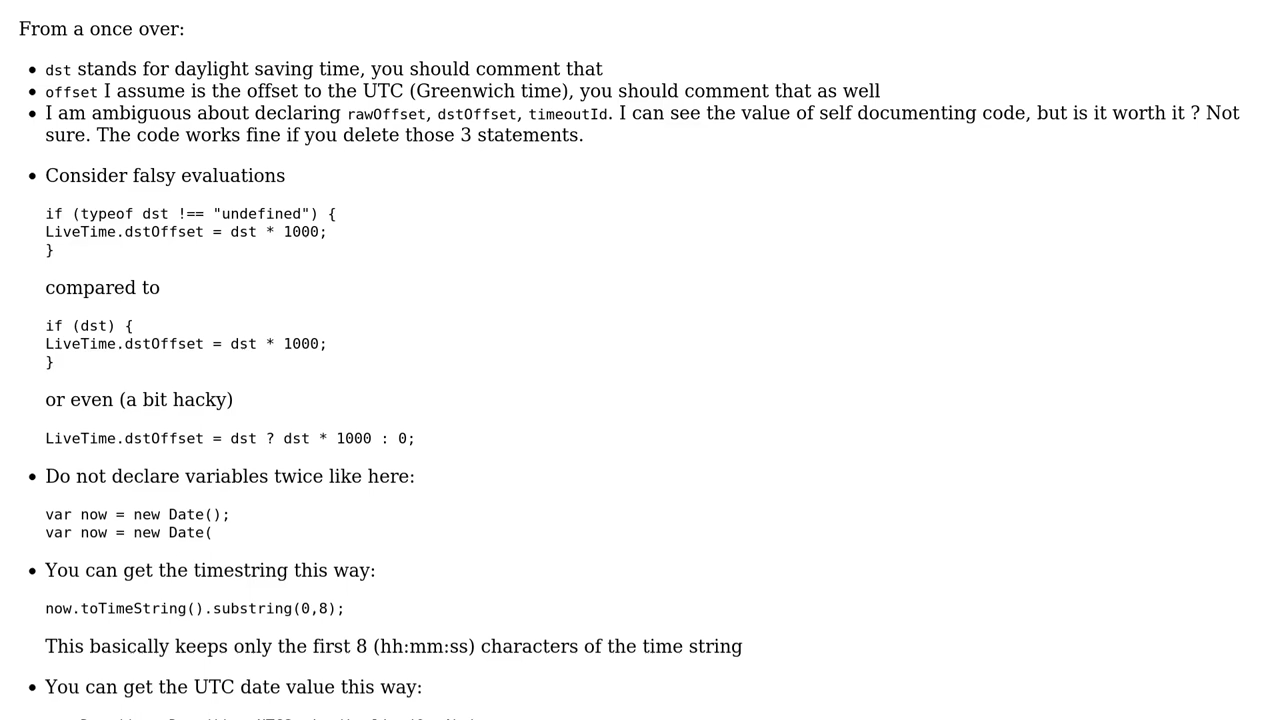 From a once over:
• dst stands for daylight saving time, you should comment that
• offset I assume is the offset to the UTC (Greenwich time), you should comment that as well
• I am ambiguous about declaring rawOffset, dstOffset, timeoutId. I can see the value of self documenting code, but is it worth it ? Not
sure. The code works fine if you delete those 3 statements.
• Consider falsy evaluations
if (typeof dst !== "undefined") {
LiveTime.dstOffset = dst * 1000;
}
compared to
if (dst) {
LiveTime.dstOffset = dst * 1000;
}
or even (a bit hacky)
LiveTime.dstOffset = dst ? dst * 1000 : 0;
• Do not declare variables twice like here:
var now = new Date();
var now = new Date(
• You can get the timestring this way:
now.toTimeString().substring(0,8);
This basically keeps only the first 8 (hh:mm:ss) characters of the time string
• You can get the UTC date value this way: